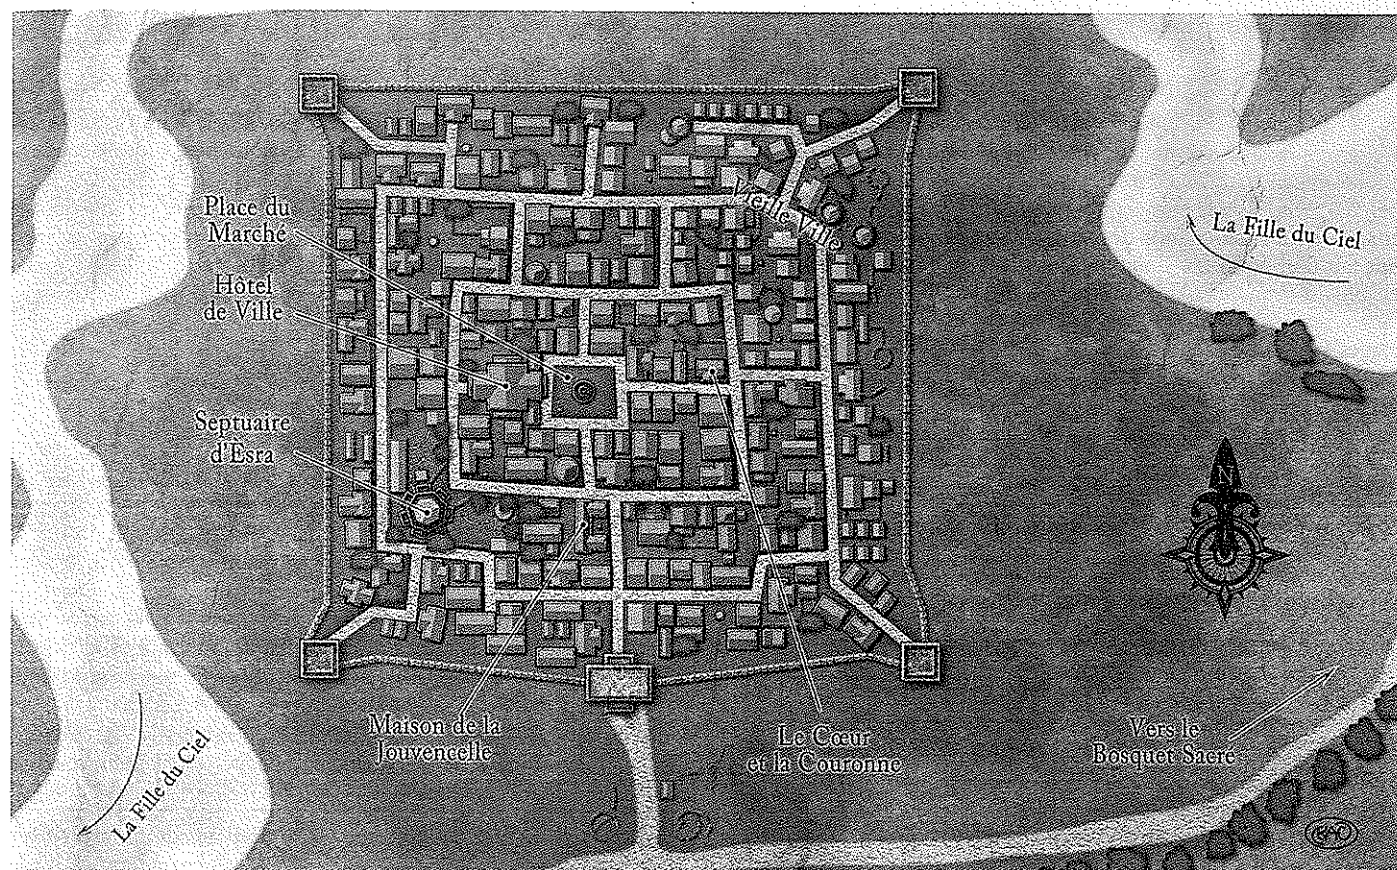 Vieille Ville
Place du
Marché
La Fille du Ciel
Hôtel
de Ville
Septuaire
d'Esra
N
Maison de la
Jouvencelle
Le Cœur
et la Couronne
Vers le
Bosquet Sacré
La Fille du Ciel